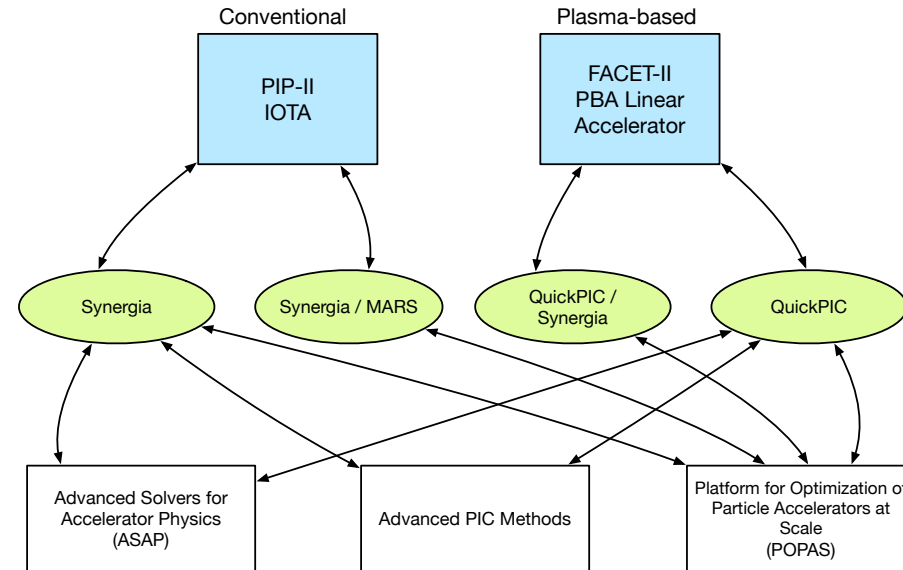 Conventional
Plasma-based
PIP-II
IOTA
FACET-II
PBA Linear
Accelerator
Synergia
Synergia / MARS
QuickPIC /
Synergia
QuickPIC
Advanced Solvers for
Accelerator Physics
(ASAP)
Advanced PIC Methods
Platform for Optimization of
Particle Accelerators at
Scale
(POPAS)